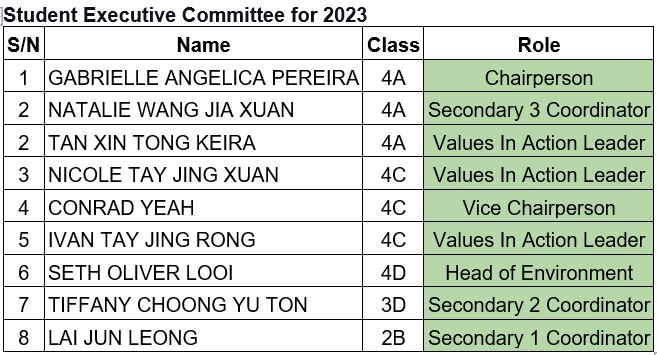 Student Executive Committee for 2023
S/N Name Class Role
1 GABRIELLE ANGELICA PEREIRA 4A Chairperson
2 NATALIE WANG JIA XUAN 4A Secondary 3 Coordinator
2 TAN XIN TONG KEIRA 4A Values In Action Leader
3 NICOLE TAY JING XUAN 4C Values In Action Leader
4 CONRAD YEAH 4C Vice Chairperson
5 IVAN TAY JING RONG 4C Values In Action Leader
6 SETH OLIVER LOOI 4D Head of Environment
7 TIFFANY CHOONG YU TON 3D Secondary 2 Coordinator
8 LAI JUN LEONG 2B Secondary 1 Coordinator